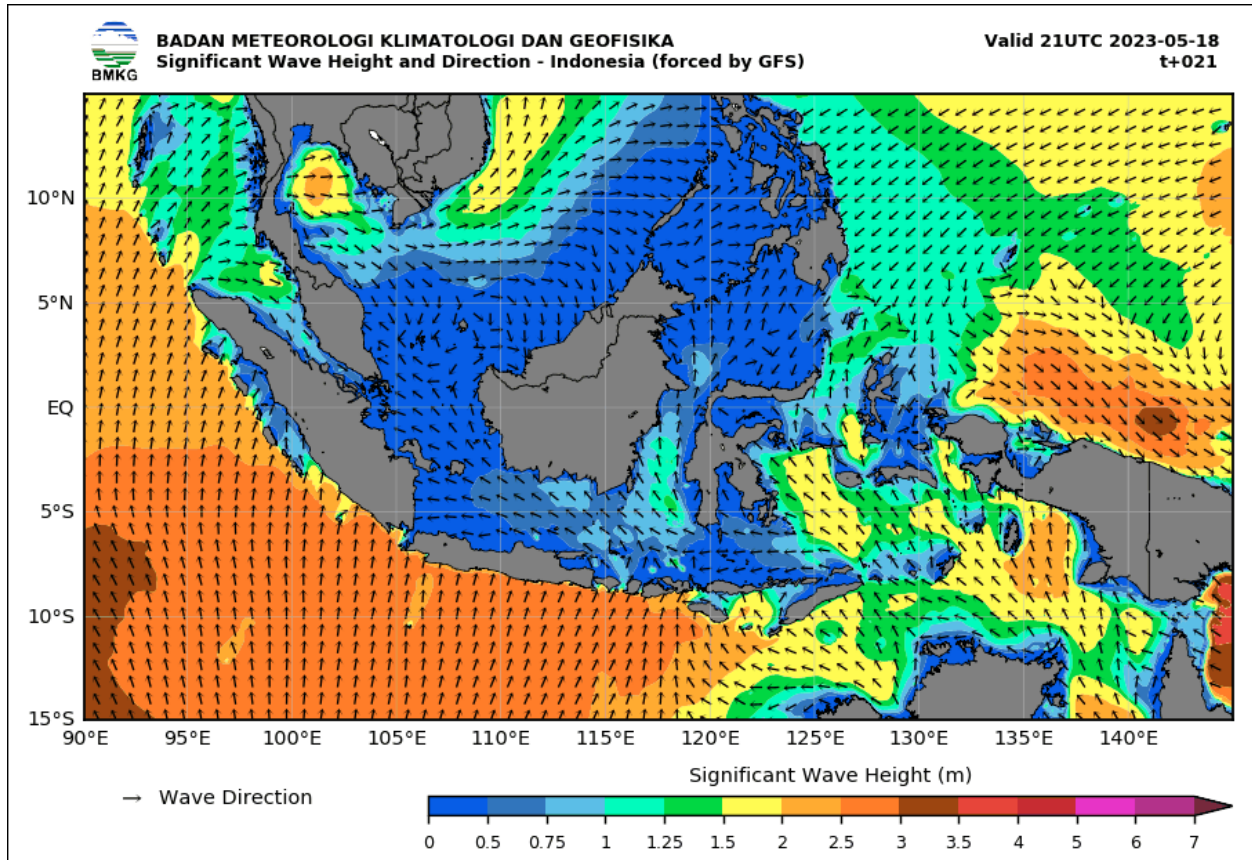 BADAN METEOROLOGI KLIMATOLOGI DAN GEOFISIKA
Significant Wave Height and Direction - Indonesia (forced by GFS)
BMKG
Valid 21UTC 2023-05-18
t+021
10°N
5°N
EQ
5°S
10°S
15°S
90°E 95°E 100°E 105°E 110°E 115°E 120°E 125°E 130°E 135°E 140°E
Wave Direction
Significant Wave Height (m)
0 0.5 0.75 1 1.25 1.5 2 2.5 3 3.5 4 5 6 7